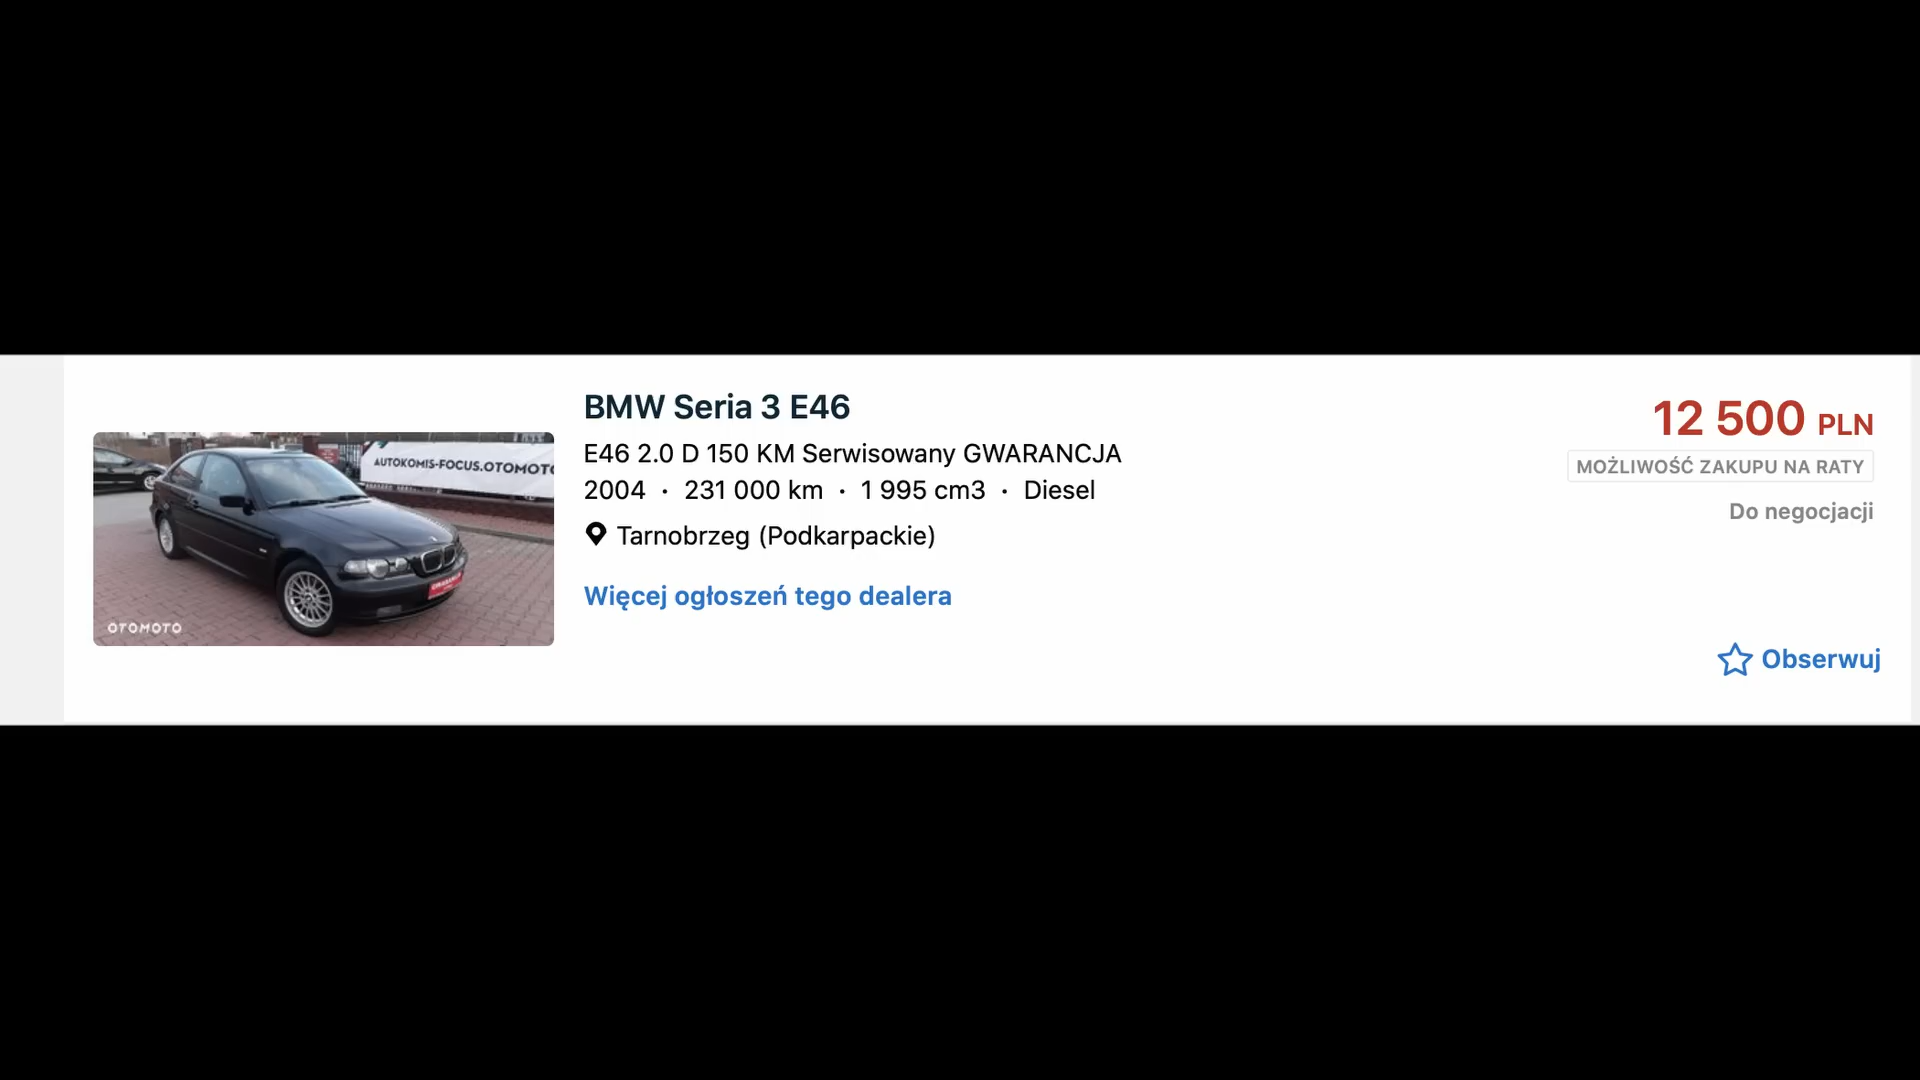 BMW Seria 3 E46
E46 2.0 D 150 KM Serwisowany GWARANCJA
2004 · 231 000 km · 1 995 cm3 · Diesel
Tarnobrzeg (Podkarpackie)
Więcej ogłoszeń tego dealera
12 500 PLN
MOŻLIWOŚĆ ZAKUPU NA RATY
Do negocjacji
Obserwuj
AUTOKOMIS-FOCUS.OTOMOTO
OTOMOTO